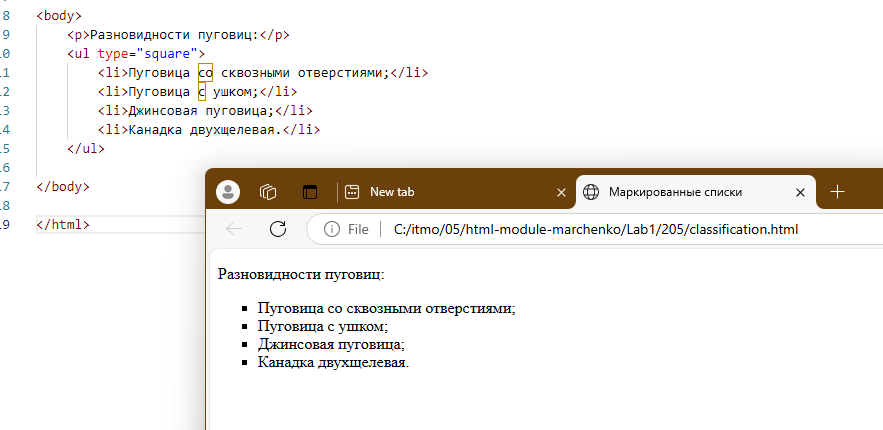 8 <body>
9 <p>Разновидности пуговиц:</p>
10 <ul type="square">
11 <li>Пуговица со сквозными отверстиями;</li>
12 <li>Пуговица с ушком;</li>
13 <li>Джинсовая пуговица;</li>
14 <li>Канадка двухщелевая.</li>
15 </ul>
16
17 </body>
18
19 </html>
New tab
Маркированные списки
File C:/itmo/05/html-module-marchenko/Lab1/205/classification.html
Разновидности пуговиц:
Пуговица со сквозными отверстиями;
Пуговица с ушком;
Джинсовая пуговица;
Канадка двухщелевая.